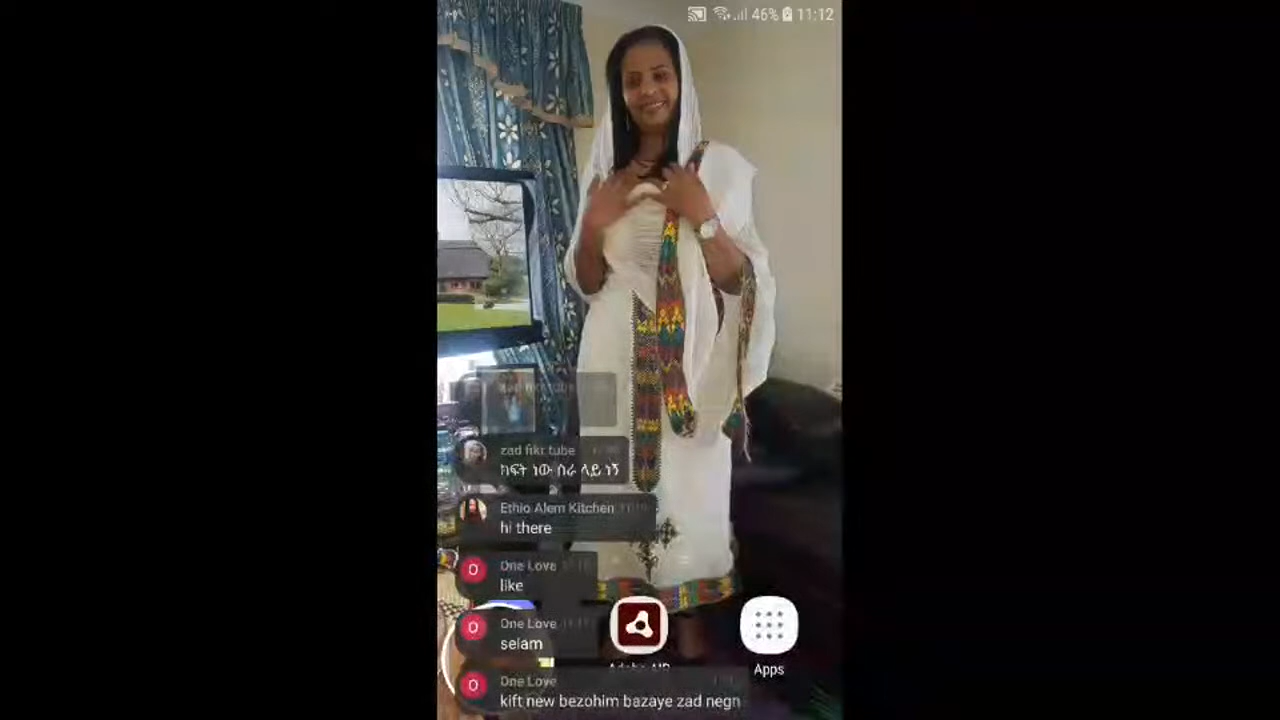 46% 11:12
zad fikr tube
ክፍት ነው ስራ ላይ ነኝ
Ethio Alem Kitchen
hi there
One Love
like
One Love
selam
Apps
One Love
kift new bezohim bazaye zad negn